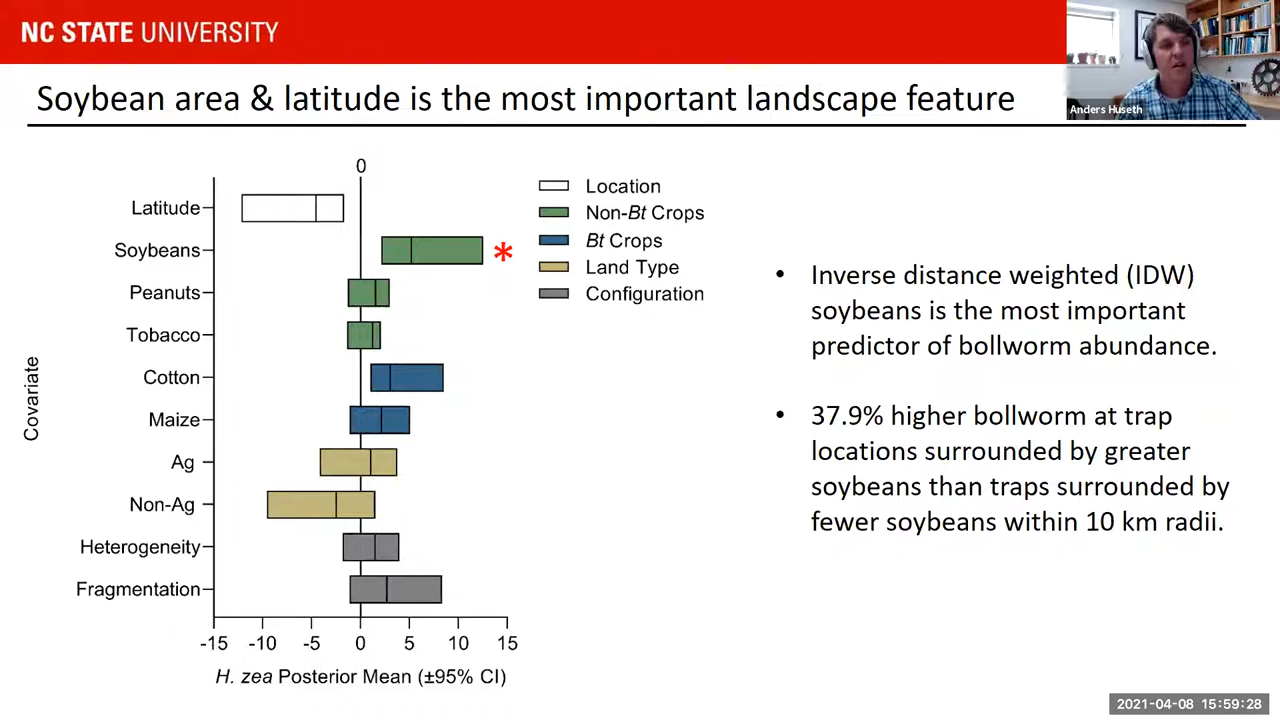 NC STATE UNIVERSITY
Anders Huseth
Soybean area & latitude is the most important landscape feature
0
Location
Non-Bt Crops
Bt Crops
Land Type
Configuration
Covariate
Latitude
Soybeans
*
Peanuts
Tobacco
Cotton
Maize
Ag
Non-Ag
Heterogeneity
Fragmentation
-15 -10 -5 0 5 10 15
H. zea Posterior Mean (±95% CI)
• Inverse distance weighted (IDW)
soybeans is the most important
predictor of bollworm abundance.
• 37.9% higher bollworm at trap
locations surrounded by greater
soybeans than traps surrounded by
fewer soybeans within 10 km radii.
2021-04-08 15:59:28